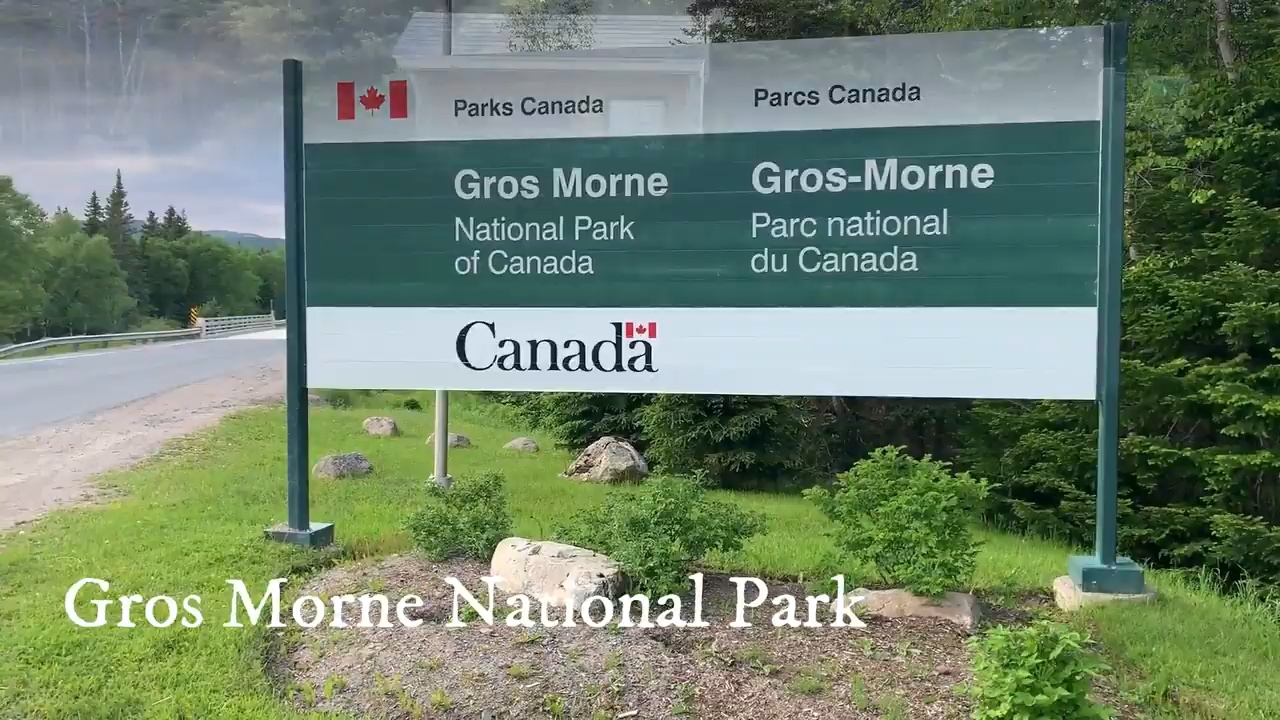 Parks Canada
Parcs Canada
Gros Morne
National Park
of Canada
Gros-Morne
Parc national
du Canada
Canada
Gros Morne National Park